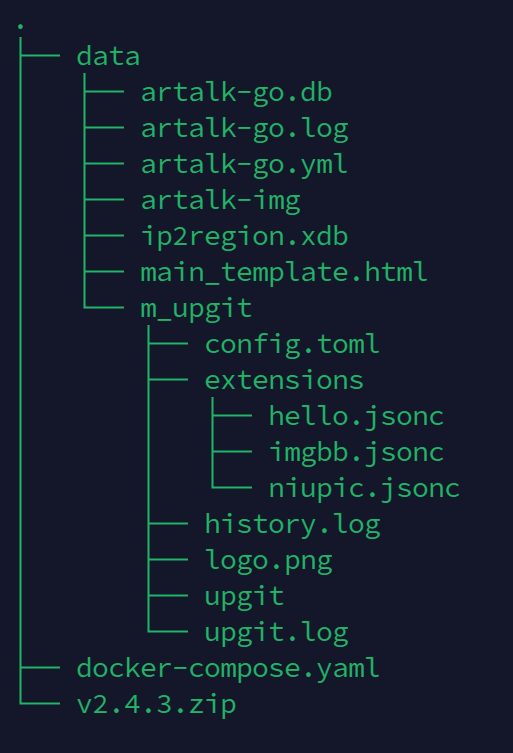 .
├── data
│   ├── artalk-go.db
│   ├── artalk-go.log
│   ├── artalk-go.yml
│   ├── artalk-img
│   ├── ip2region.xdb
│   ├── main_template.html
│   └── m_upgit
│       ├── config.toml
│       ├── extensions
│       │   ├── hello.jsonc
│       │   ├── imgbb.jsonc
│       │   └── niupic.jsonc
│       ├── history.log
│       ├── logo.png
│       ├── upgit
│       └── upgit.log
├── docker-compose.yaml
└── v2.4.3.zip